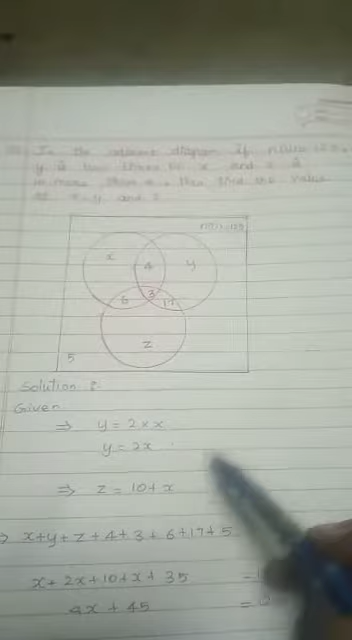 In the adjacent diagram if
y is two times of x and z is
10 more than x, then find the value
of x, y and z
x
4
y
6
3
17
z
5
Solution :-
Given
⇒ y = 2 × x
y = 2x
⇒ z = 10 + x
⇒ x + y + z + 4 + 3 + 6 + 17 + 5
x + 2x + 10 + x + 35 =
4x + 45 =